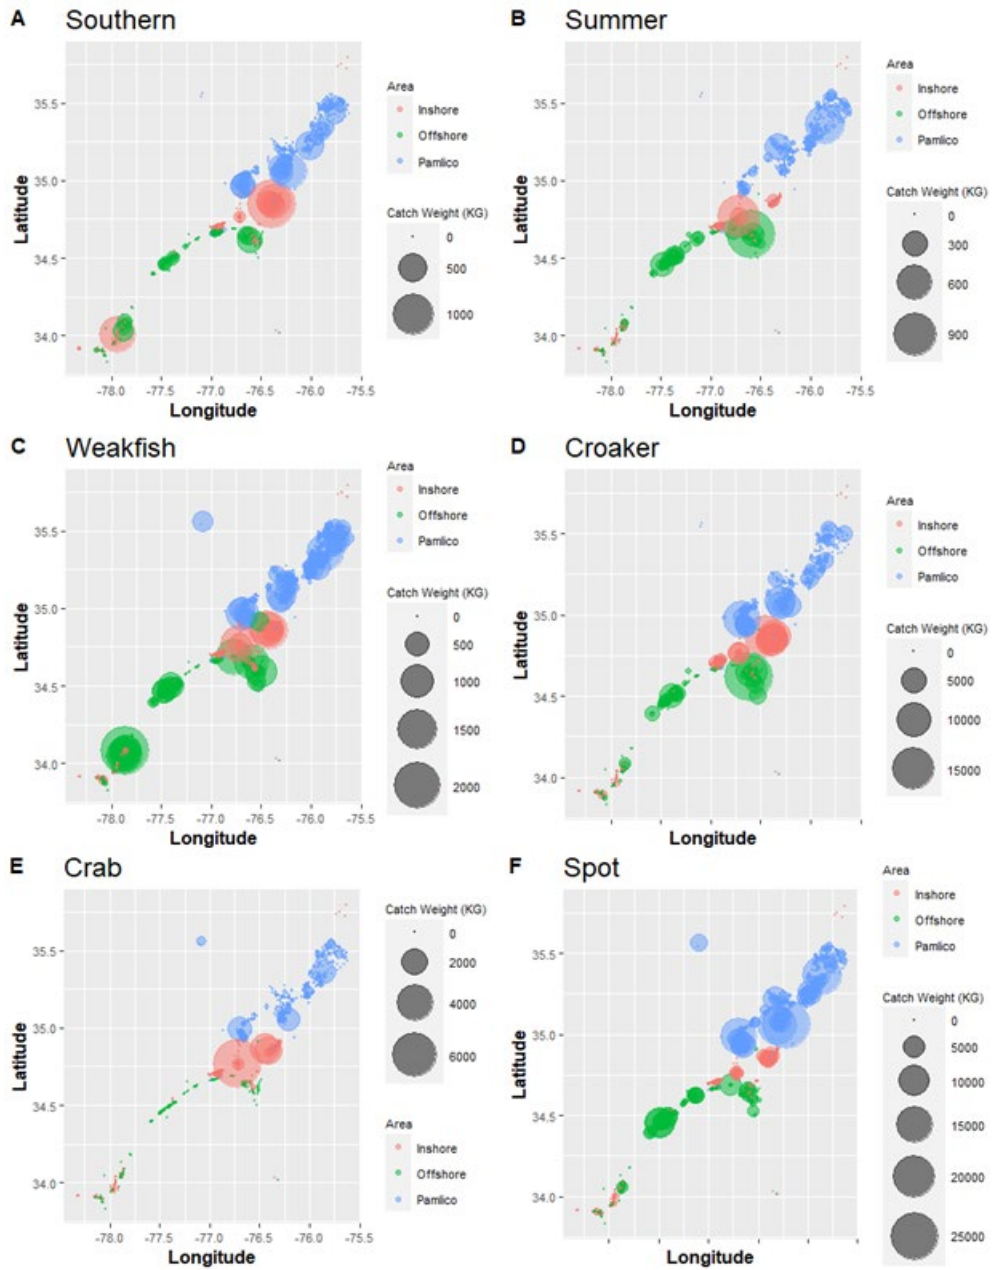 A Southern
35.5
35.0
34.5
34.0
Latitude
-78.0 -77.5 -77.0 -76.5 -76.0 -75.5
Longitude
Area
Inshore
Offshore
Pamlico
Catch Weight (KG)
0
500
1000
B Summer
35.5
35.0
34.5
34.0
Latitude
-78.0 -77.5 -77.0 -76.5 -76.0 -75.5
Longitude
Area
Inshore
Offshore
Pamlico
Catch Weight (KG)
0
300
600
900
C Weakfish
35.5
35.0
34.5
34.0
Latitude
-78.0 -77.5 -77.0 -76.5 -76.0 -75.5
Longitude
Area
Inshore
Offshore
Pamlico
Catch Weight (KG)
0
500
1000
1500
2000
D Croaker
35.5
35.0
34.5
34.0
Latitude
Longitude
Area
Inshore
Offshore
Pamlico
Catch Weight (KG)
0
5000
10000
15000
E Crab
35.5
35.0
34.5
34.0
Latitude
-78.0 -77.5 -77.0 -76.5 -76.0 -75.5
Longitude
Catch Weight (KG)
0
2000
4000
6000
Area
Inshore
Offshore
Pamlico
F Spot
35.5
35.0
34.5
34.0
Latitude
Longitude
Area
Inshore
Offshore
Pamlico
Catch Weight (KG)
0
5000
10000
15000
20000
25000